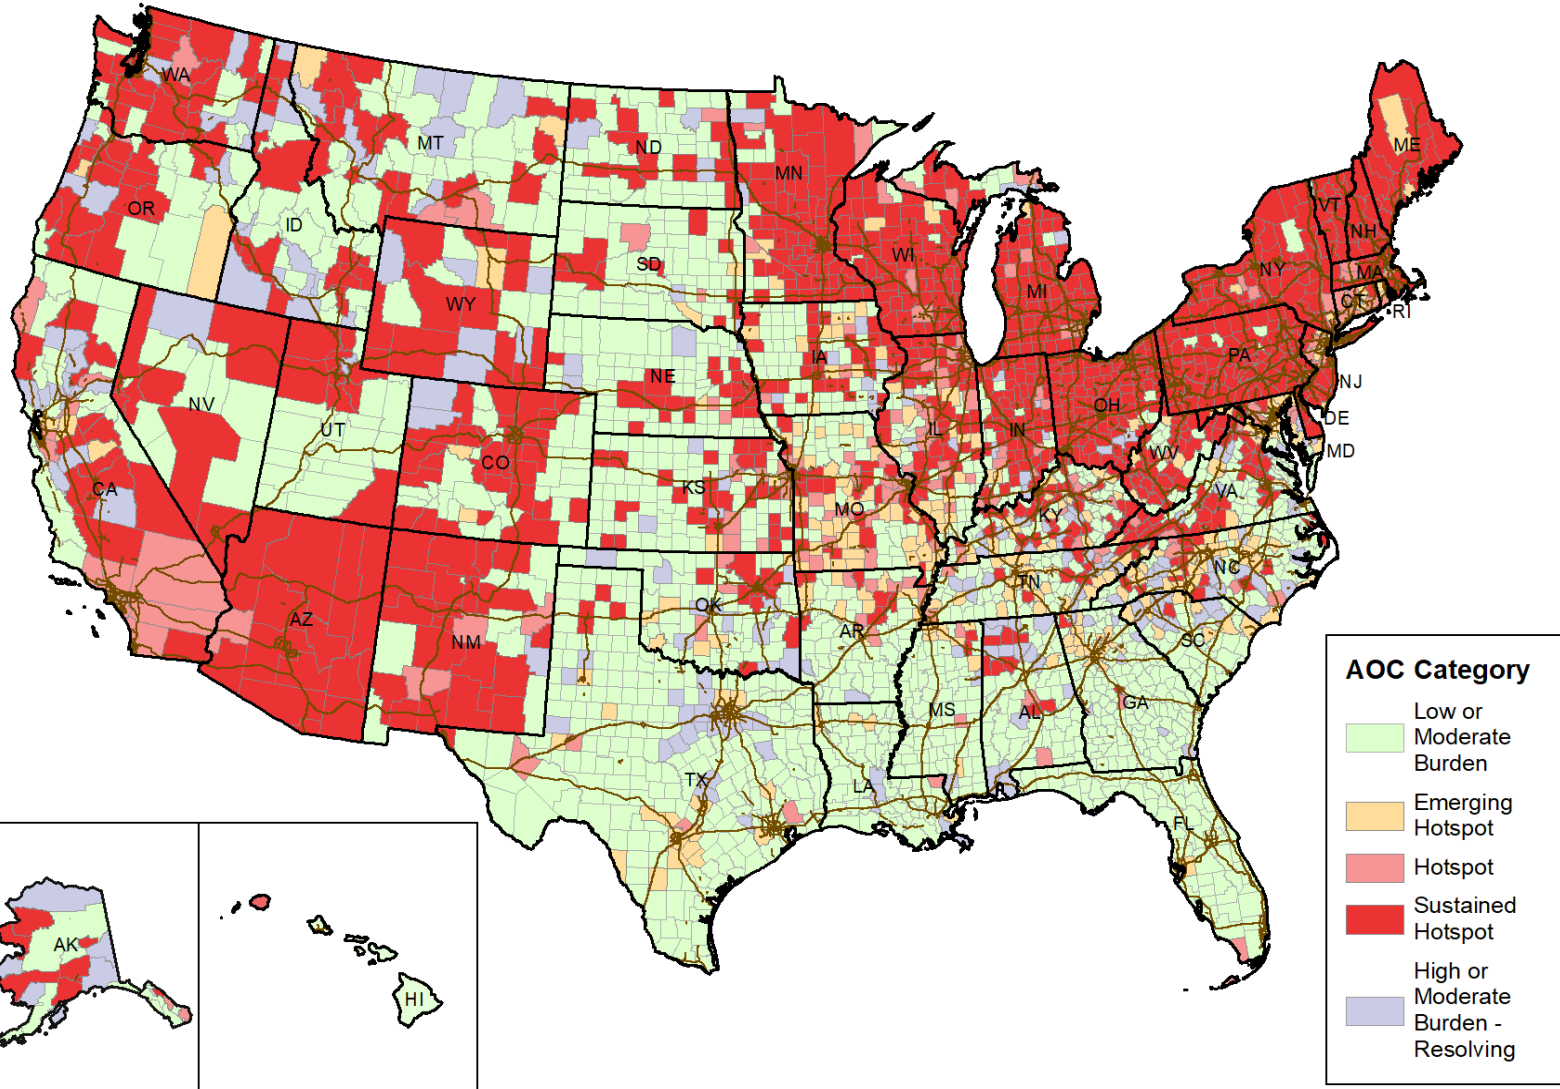 WA
MT
ND
MN
ME
OR
ID
SD
WI
VT
NH
NY
MA
MI
CT
RI
WY
IA
PA
NE
NJ
NV
OH
UT
IL
IN
DE
CO
WV
MD
CA
KS
MO
VA
KY
TN
NC
OK
AZ
NM
AR
SC
MS
AL
GA
TX
LA
FL
AK
HI
AOC Category
Low or
Moderate
Burden
Emerging
Hotspot
Hotspot
Sustained
Hotspot
High or
Moderate
Burden -
Resolving